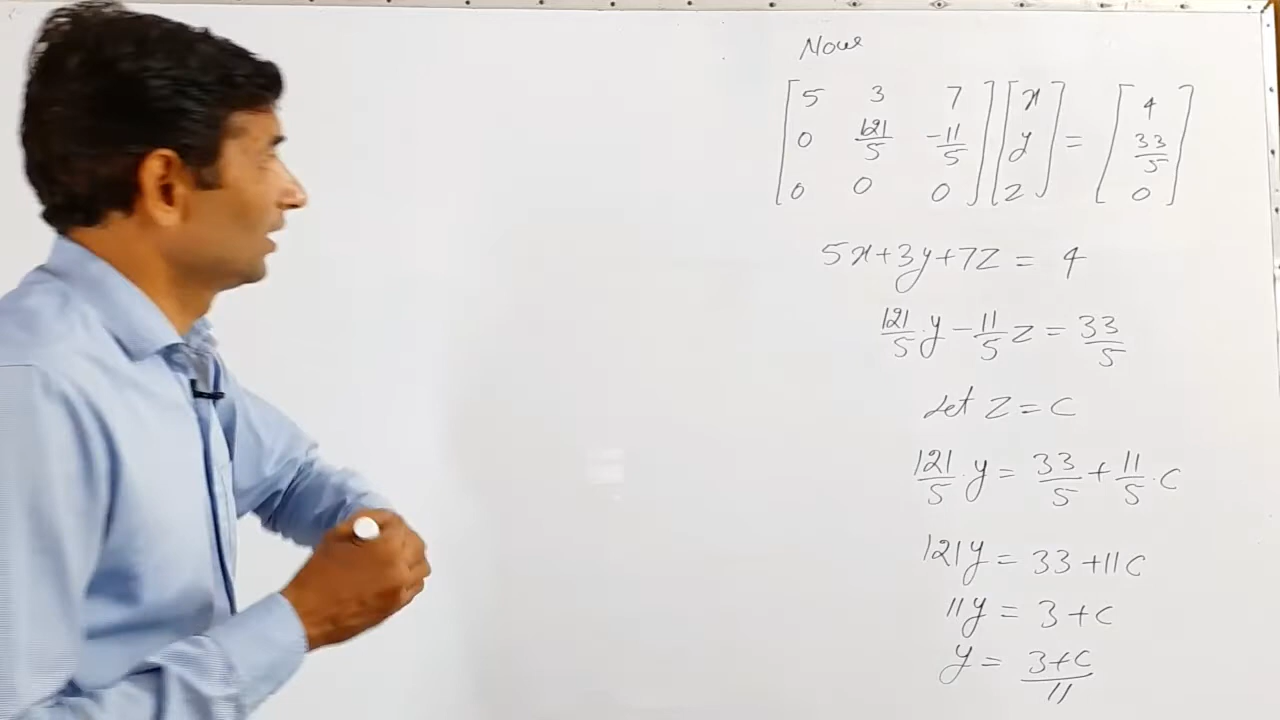 Now
[5 3 7] [x] = [4]
[0 121/5 -11/5] [y] [33/5]
[0 0 0] [z] [0]
5x+3y+7z = 4
121/5 y - 11/5 z = 33/5
Let z = c
121/5 · y = 33/5 + 11/5 · c
121y = 33 + 11c
11y = 3 + c
y = 3+c/11